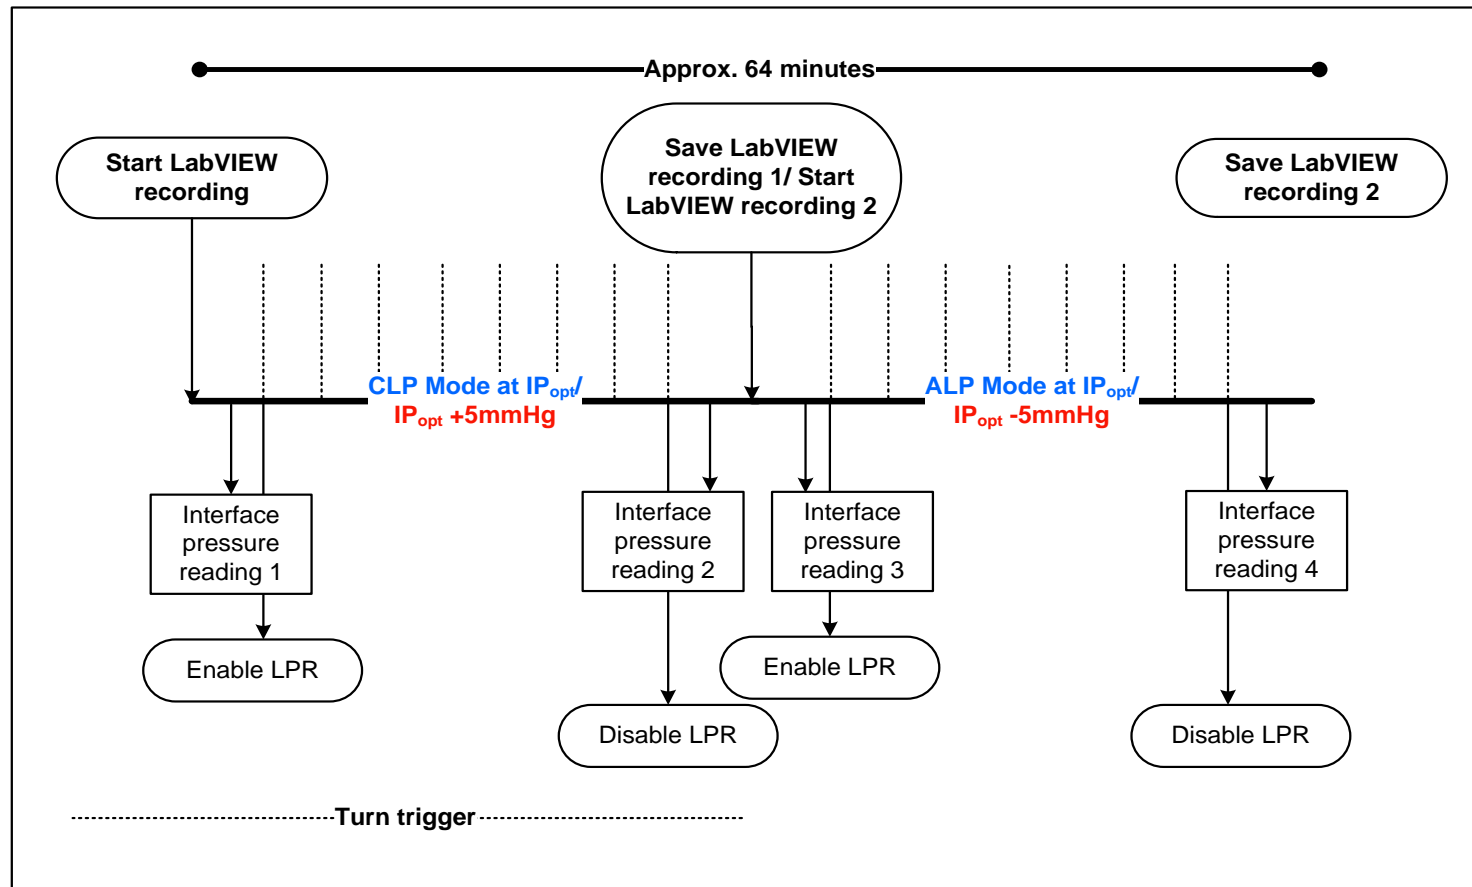 Approx. 64 minutes
Start LabVIEW
recording
Save LabVIEW
recording 1/ Start
LabVIEW recording 2
Save LabVIEW
recording 2
CLP Mode at IPopt/
IPopt +5mmHg
ALP Mode at IPopt/
IPopt -5mmHg
Interface
pressure
reading 1
Interface
pressure
reading 2
Interface
pressure
reading 3
Interface
pressure
reading 4
Enable LPR
Enable LPR
Disable LPR
Disable LPR
Turn trigger